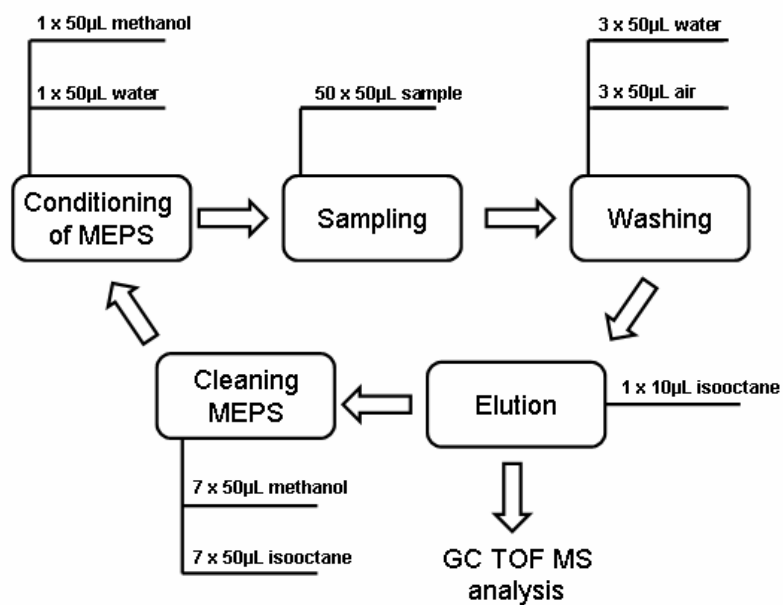 1 x 50µL methanol
1 x 50µL water
Conditioning
of MEPS
50 x 50µL sample
Sampling
3 x 50µL water
3 x 50µL air
Washing
Cleaning
MEPS
7 x 50µL methanol
7 x 50µL isooctane
Elution
1 x 10µL isooctane
GC TOF MS
analysis